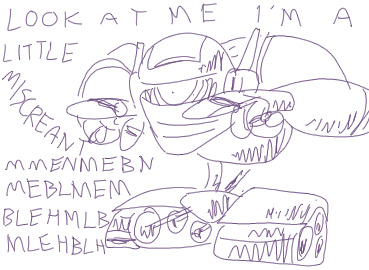 LOOK AT ME I'M A
LITTLE
MISCREANT
MMENMEBN
MEBLMEM
BLEHMLB
MLEHBLH